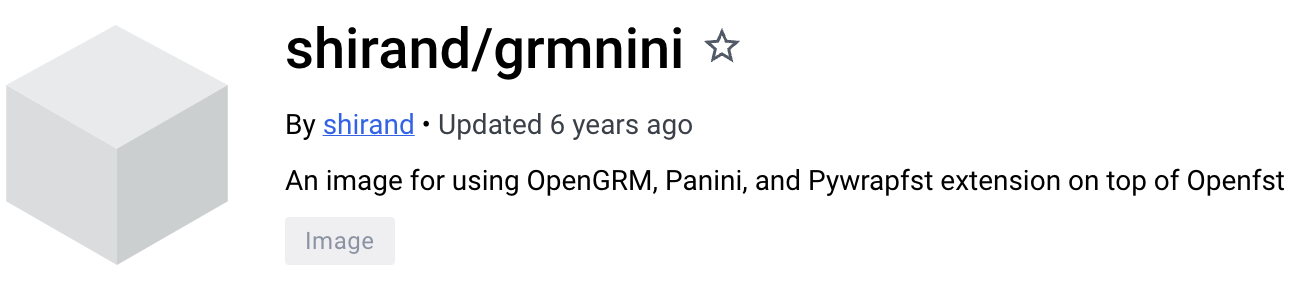 shirand/grmnini
By shirand • Updated 6 years ago
An image for using OpenGRM, Panini, and Pywrapfst extension on top of Openfst
Image